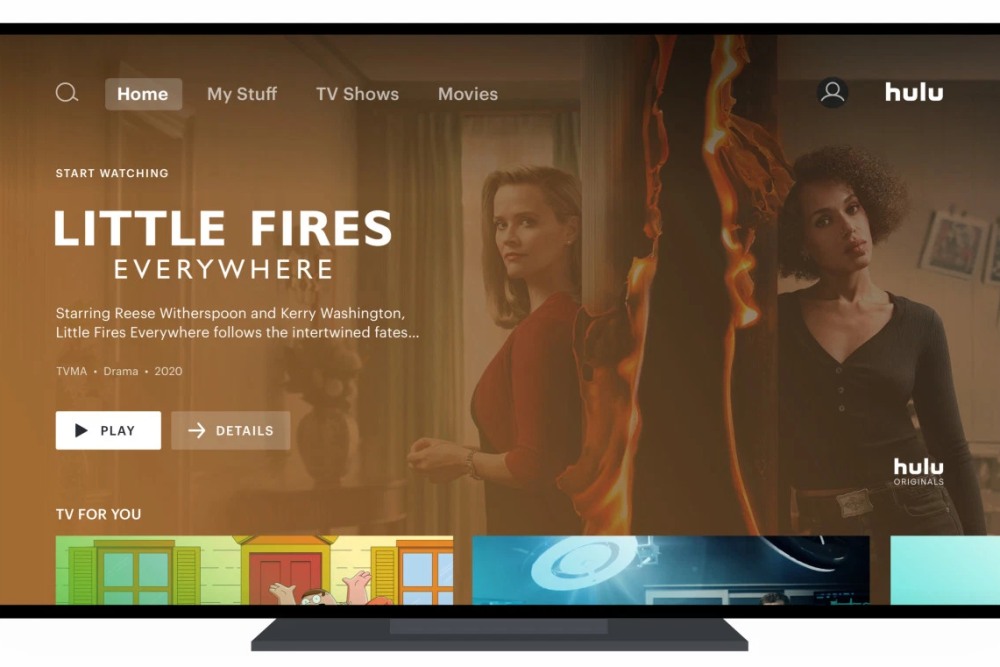 Home
My Stuff
TV Shows
Movies
hulu
START WATCHING
LITTLE FIRES
EVERYWHERE
Starring Reese Witherspoon and Kerry Washington,
Little Fires Everywhere follows the intertwined fates...
TVMA • Drama • 2020
PLAY
DETAILS
hulu
ORIGINALS
TV FOR YOU